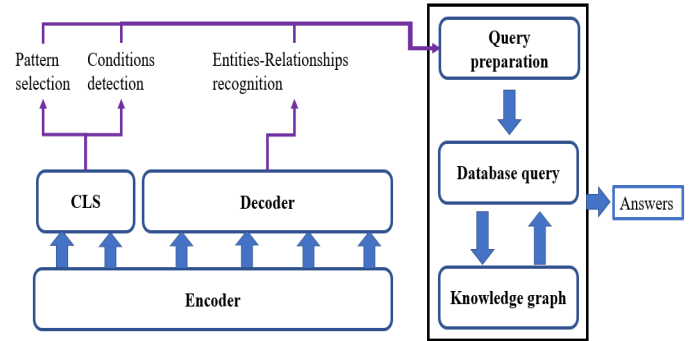 Pattern
selection
Conditions
detection
Entities-Relationships
recognition
CLS
Decoder
Encoder
Query
preparation
Database query
Knowledge graph
Answers